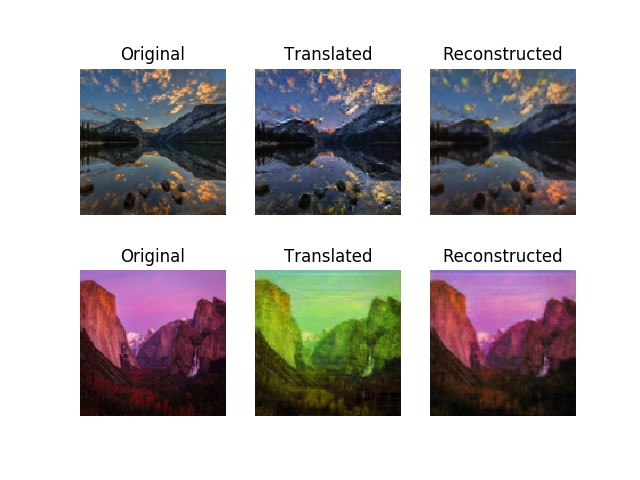 Original
Translated
Reconstructed
Original
Translated
Reconstructed